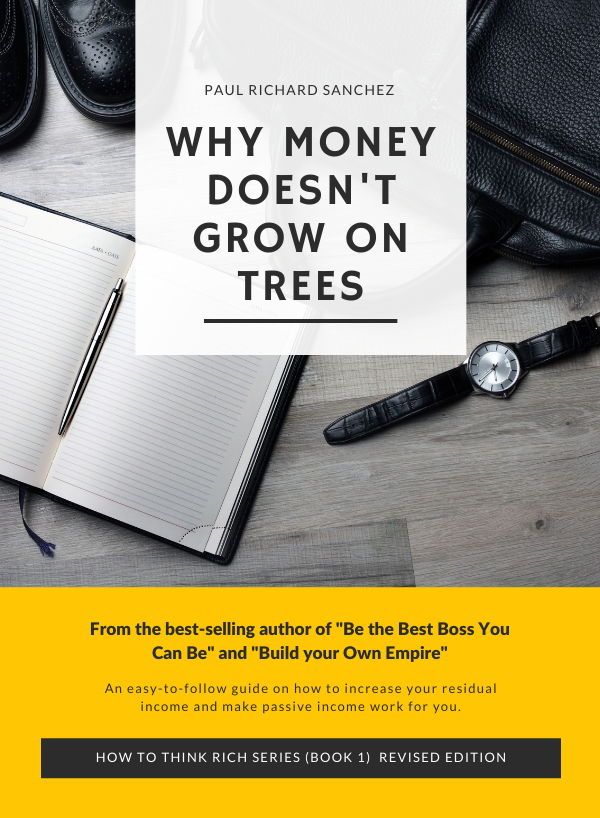 PAUL RICHARD SANCHEZ
WHY MONEY
DOESN'T
GROW ON
TREES
From the best-selling author of "Be the Best Boss You
Can Be" and "Build your Own Empire"
An easy-to-follow guide on how to increase your residual
income and make passive income work for you.
HOW TO THINK RICH SERIES (BOOK 1)  REVISED EDITION